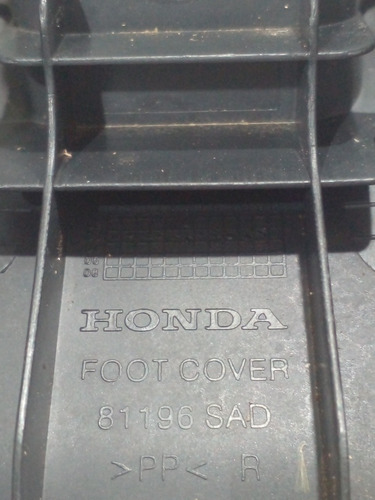 HONDA
FOOT COVER
81196 SAD
>PP< R